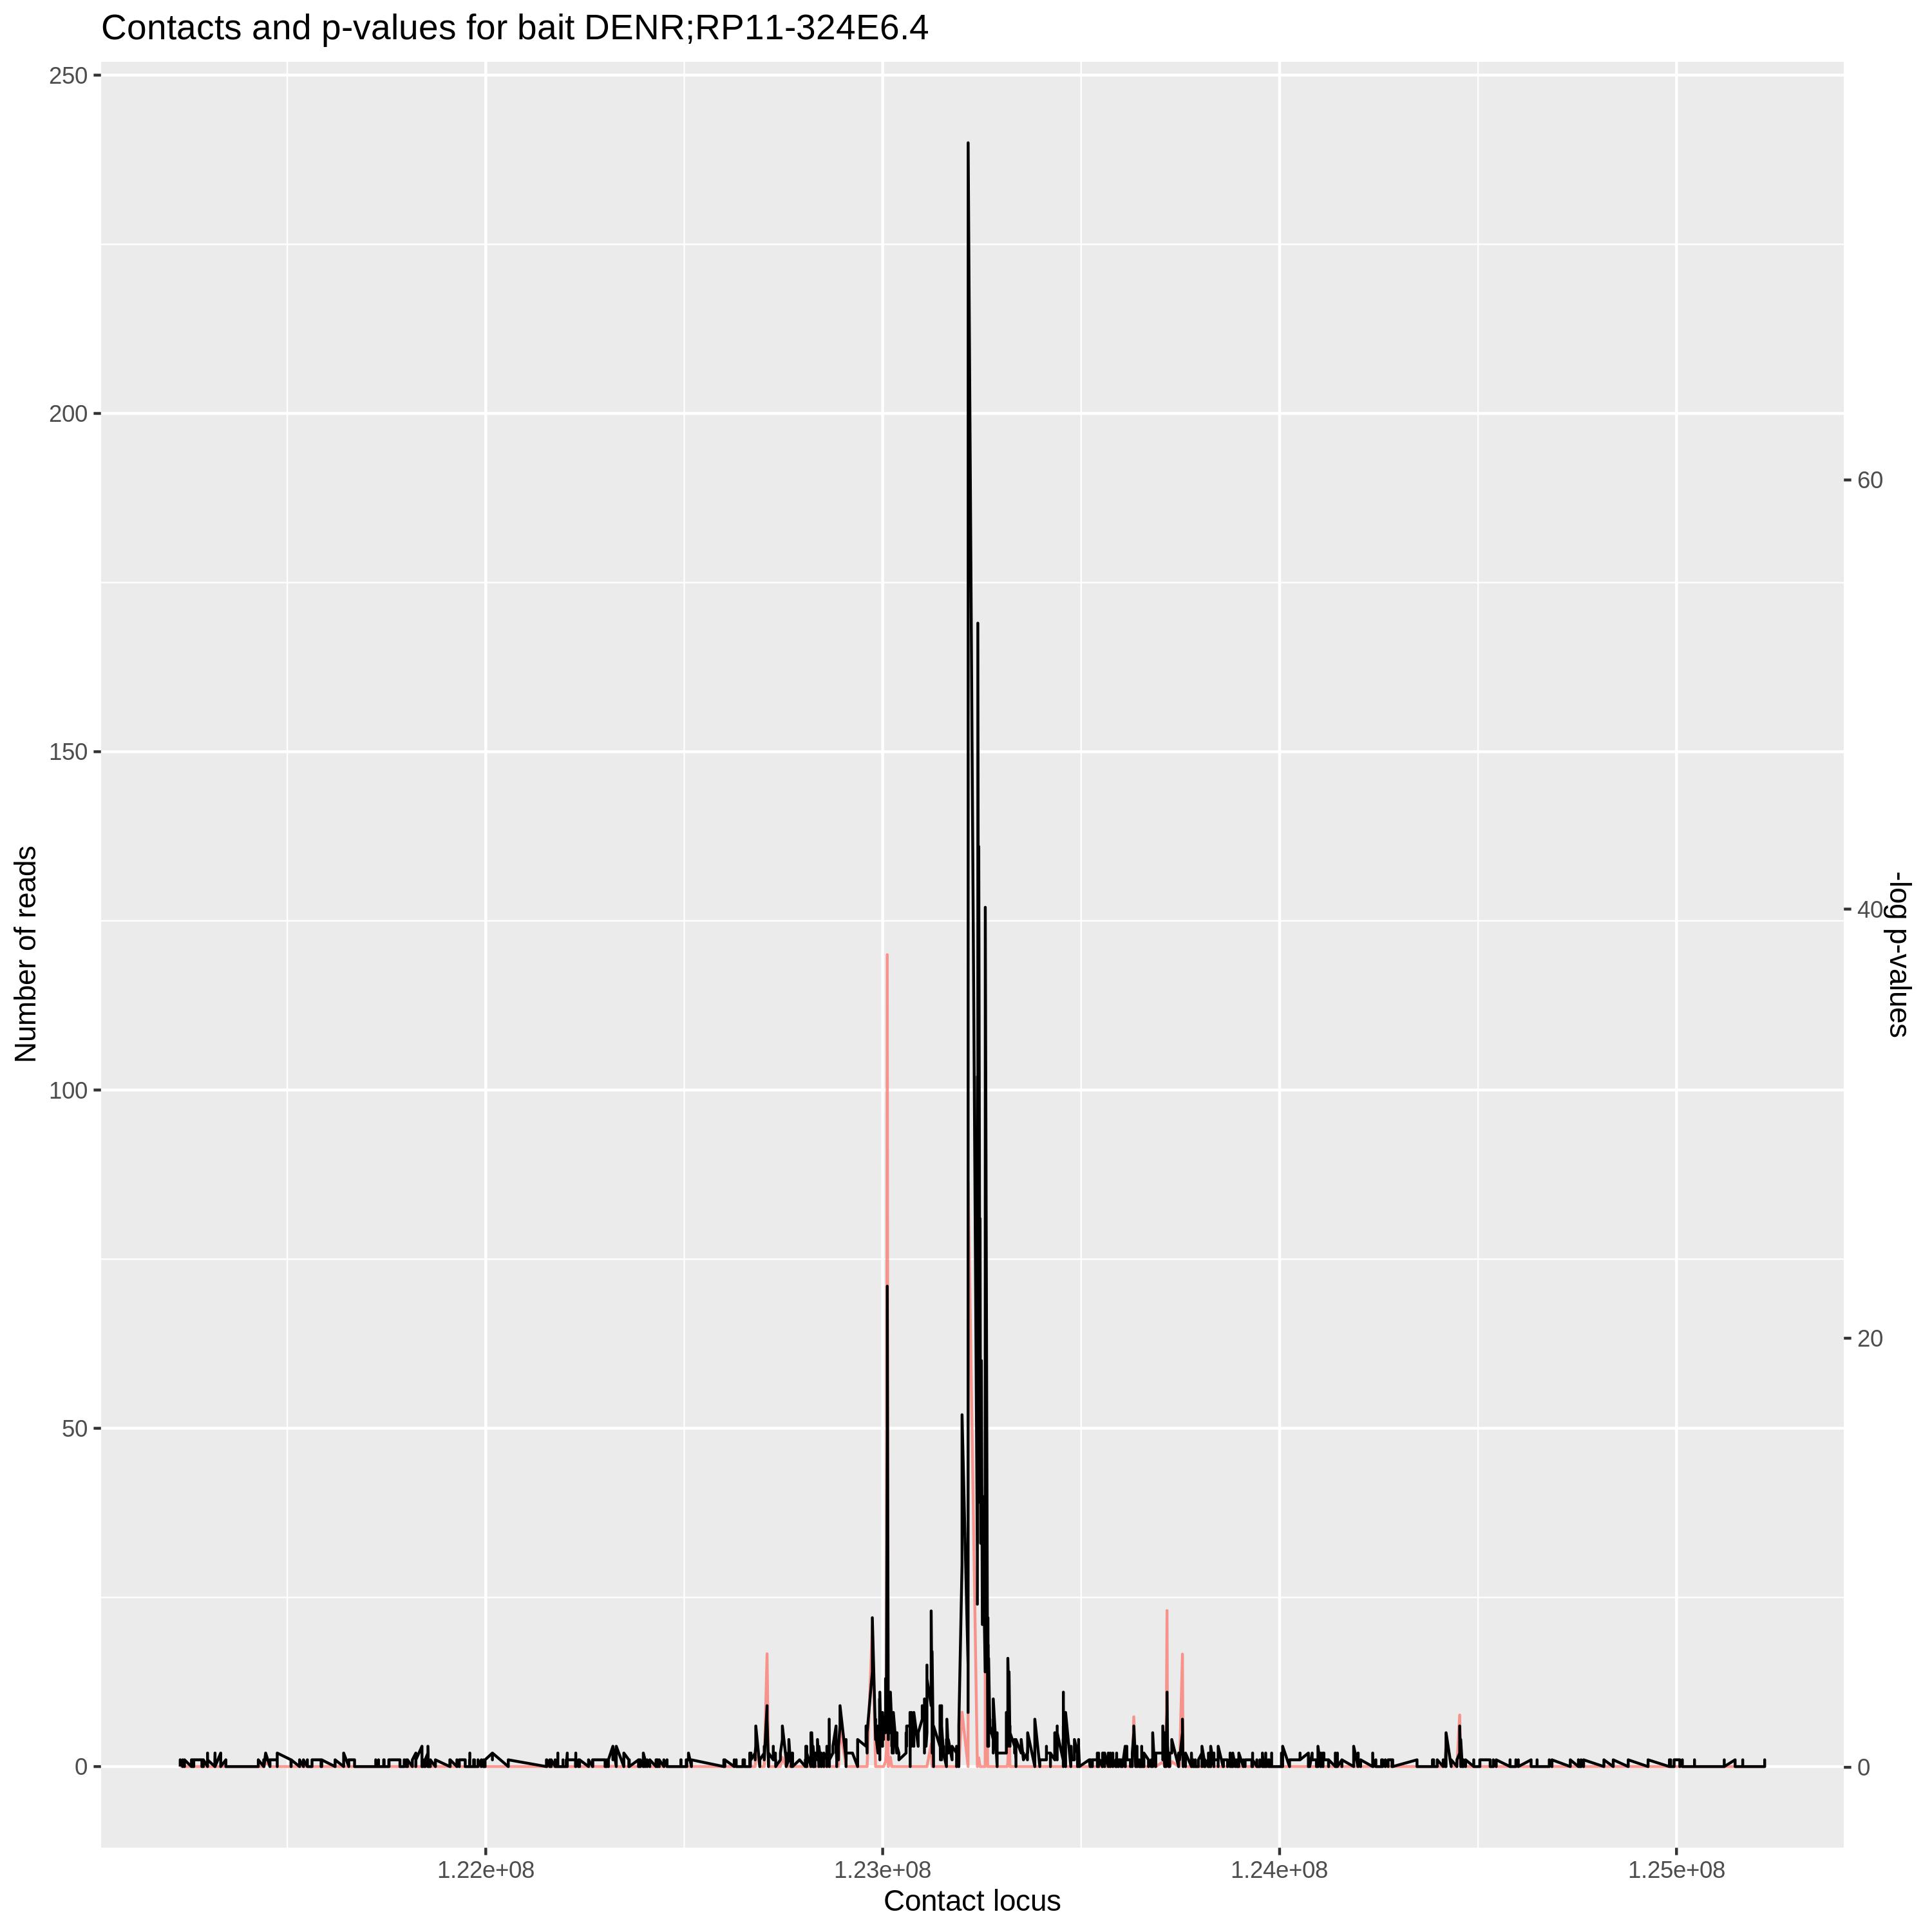 Contacts and p-values for bait DENR;RP11-324E6.4
250
200
150
100
50
0
Number of reads
60
40
20
0
-log p-values
1.22e+08
1.23e+08
1.24e+08
1.25e+08
Contact locus